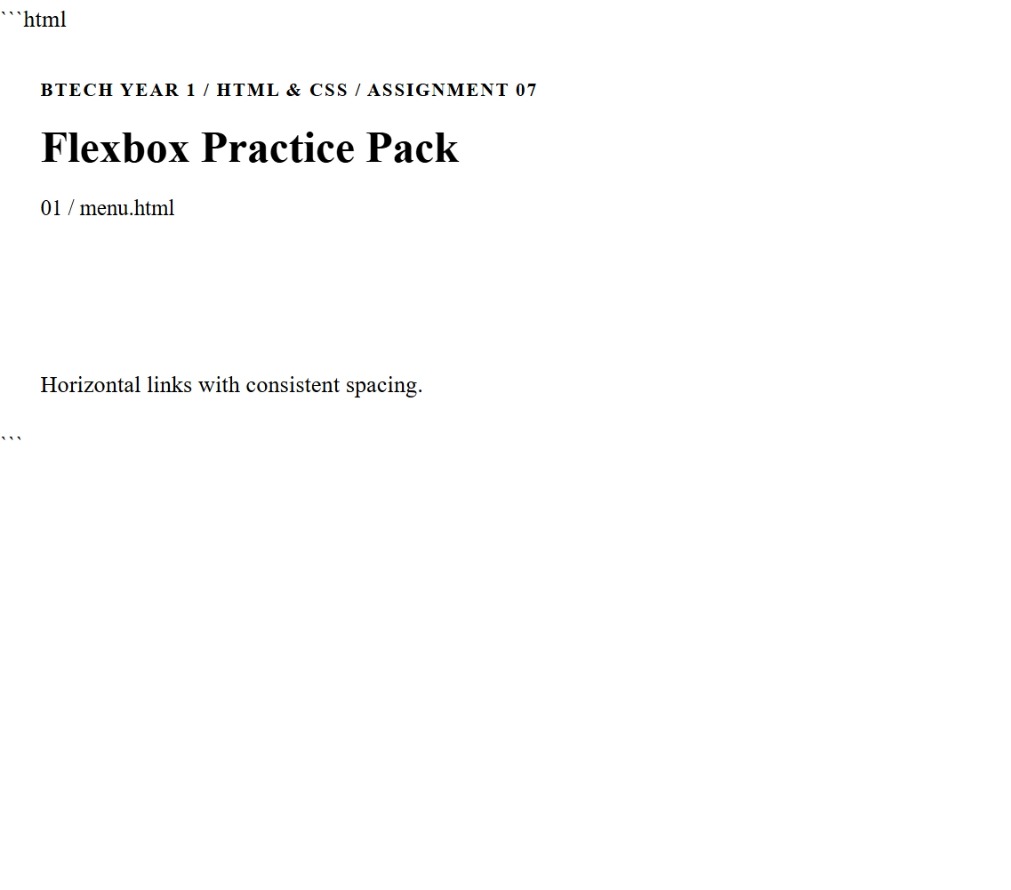 ```html
BTECH YEAR 1 / HTML & CSS / ASSIGNMENT 07
Flexbox Practice Pack
01 / menu.html
Horizontal links with consistent spacing.
```